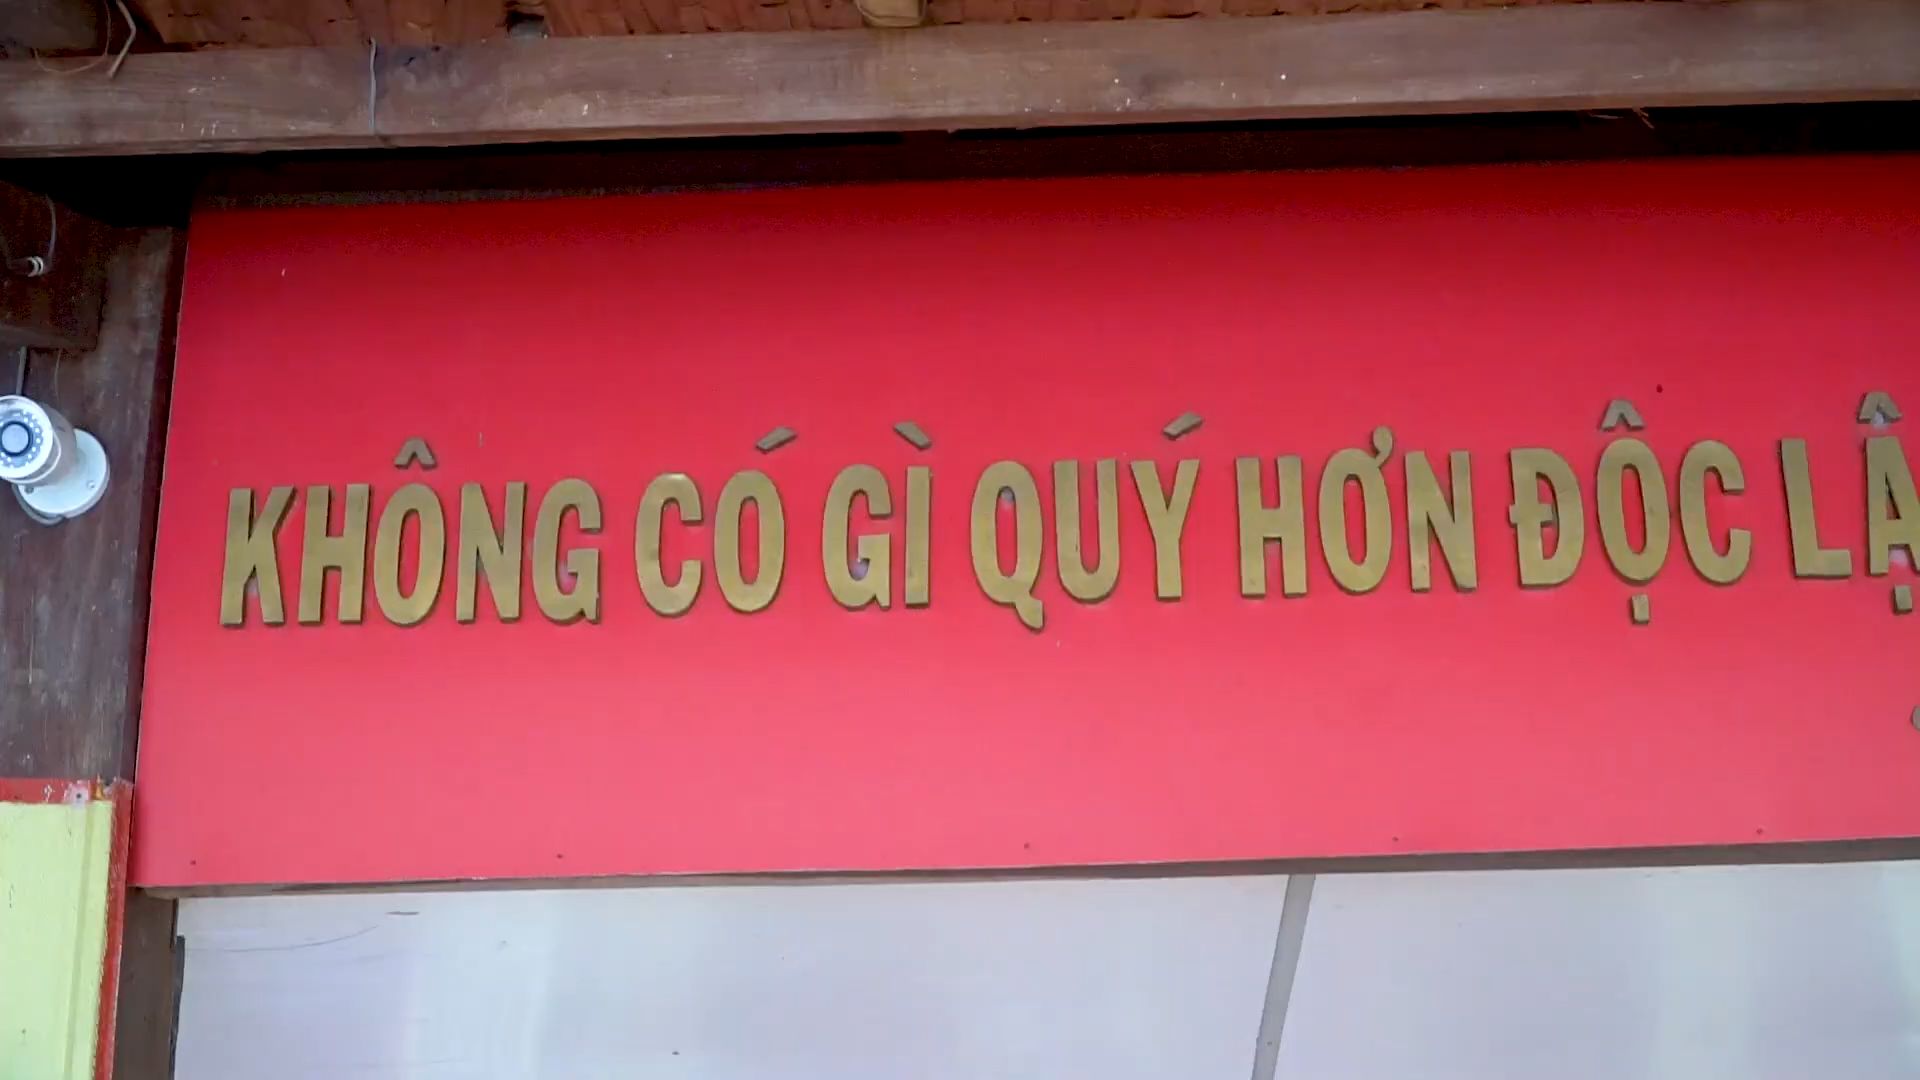 KHÔNG CÓ GÌ QUÝ HƠN ĐỘC LẬ